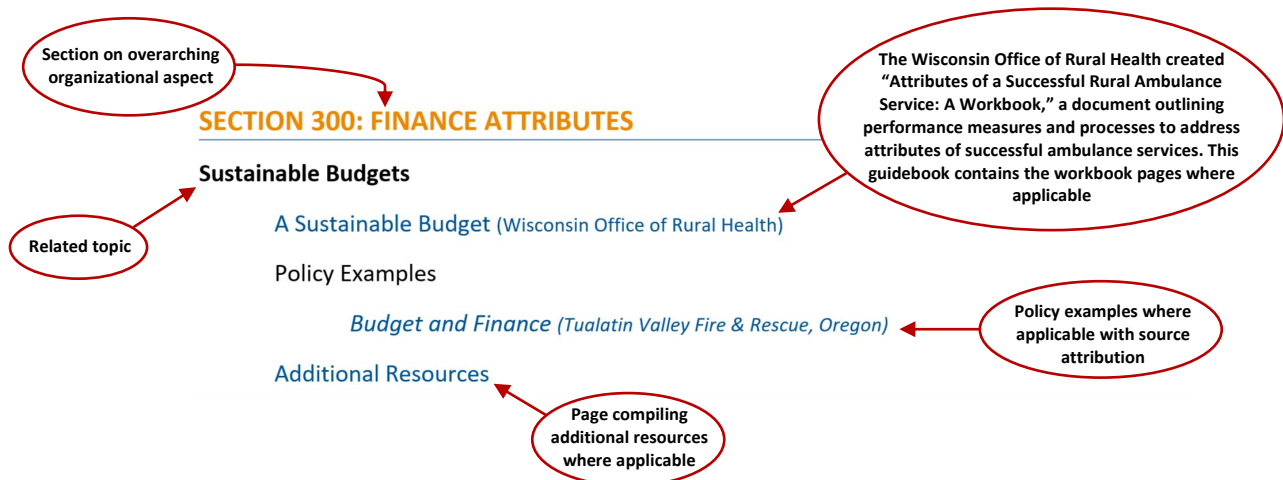 Section on overarching
organizational aspect
The Wisconsin Office of Rural Health created
“Attributes of a Successful Rural Ambulance
Service: A Workbook,” a document outlining
performance measures and processes to address
attributes of successful ambulance services. This
guidebook contains the workbook pages where
applicable
SECTION 300: FINANCE ATTRIBUTES
Sustainable Budgets
Related topic
A Sustainable Budget (Wisconsin Office of Rural Health)
Policy Examples
Budget and Finance (Tualatin Valley Fire & Rescue, Oregon)
Policy examples where
applicable with source
attribution
Additional Resources
Page compiling
additional resources
where applicable